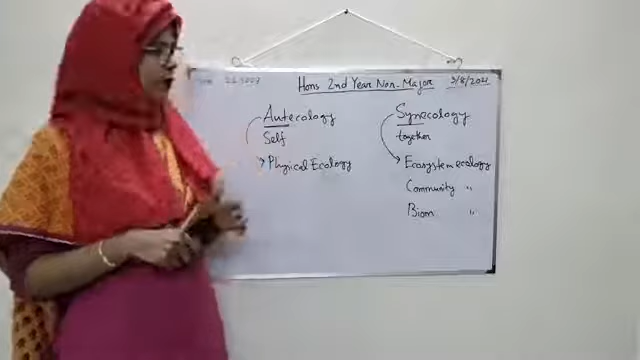 Hons 2nd Year Non-Major 3/8/2021
Autecology
Self
Physical Ecology
Synecology
together
Ecosystem ecology
Community "
Biom "